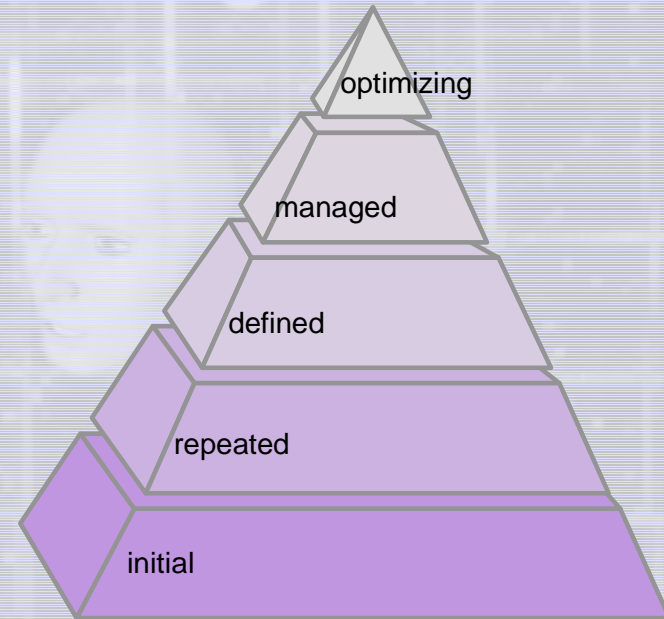 optimizing
managed
defined
repeated
initial